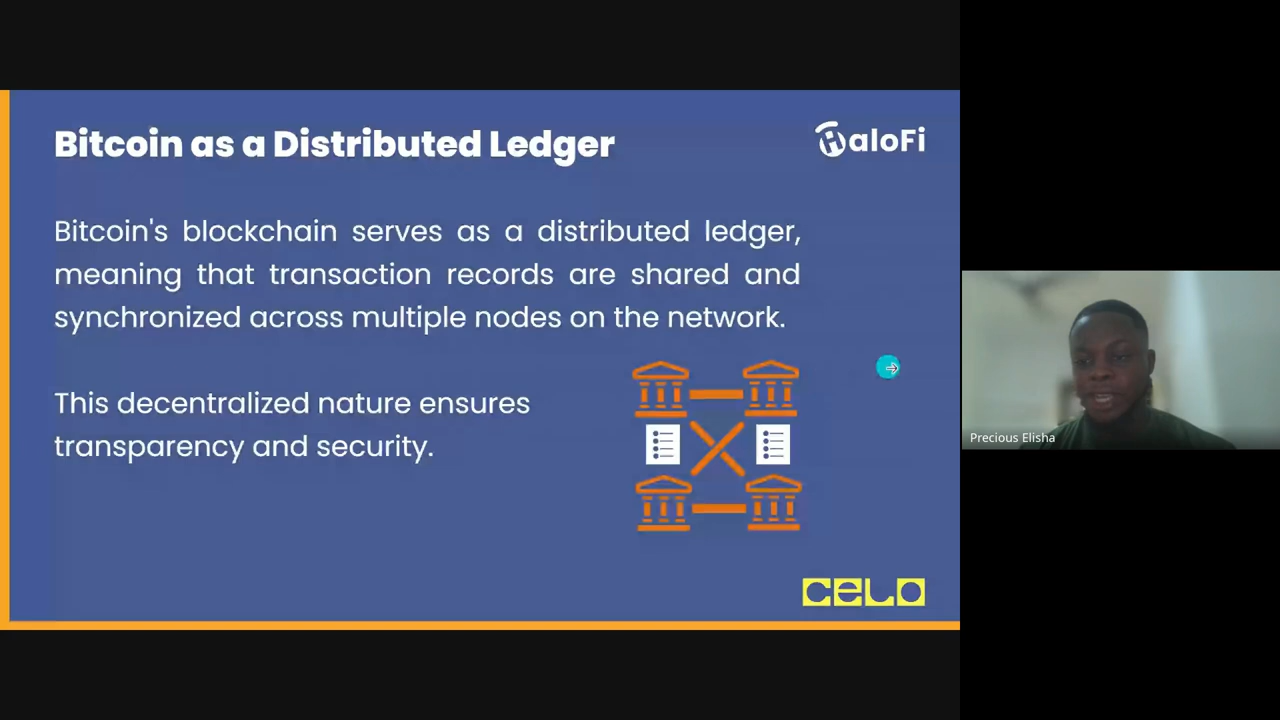 Bitcoin as a Distributed Ledger
HaloFi
Bitcoin's blockchain serves as a distributed ledger,
meaning that transaction records are shared and
synchronized across multiple nodes on the network.
This decentralized nature ensures
transparency and security.
CELO
Precious Elisha